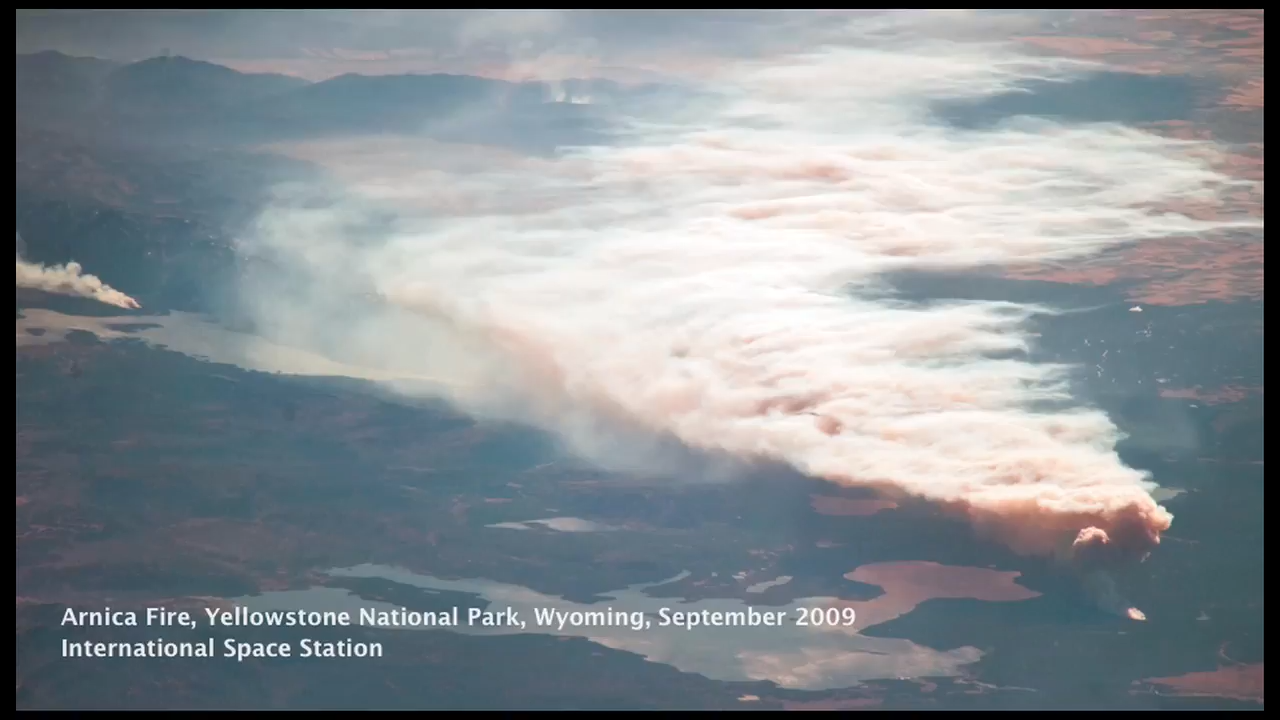 Arnica Fire, Yellowstone National Park, Wyoming, September 2009
International Space Station